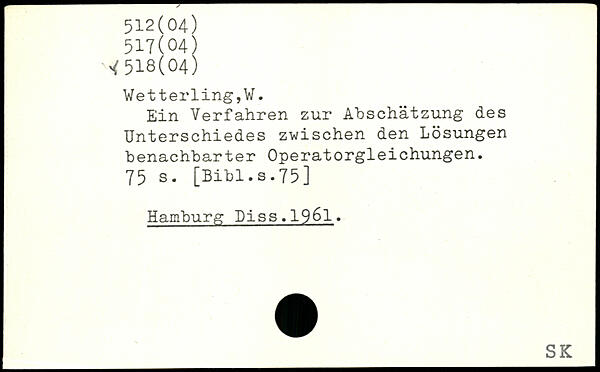 512(04)
517(04)
✓518(04)
Wetterling,W.
Ein Verfahren zur Abschätzung des
Unterschiedes zwischen den Lösungen
benachbarter Operatorgleichungen.
75 s. [Bibl.s.75]
Hamburg Diss.1961.
SK